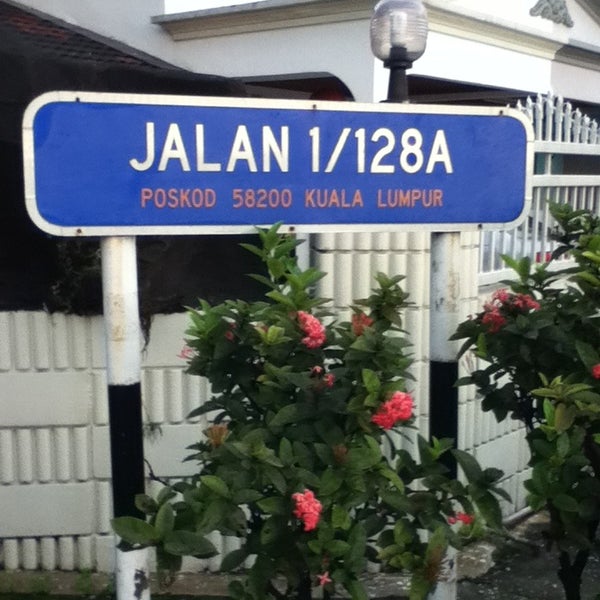 JALAN 1/128A
POSKOD 58200 KUALA LUMPUR